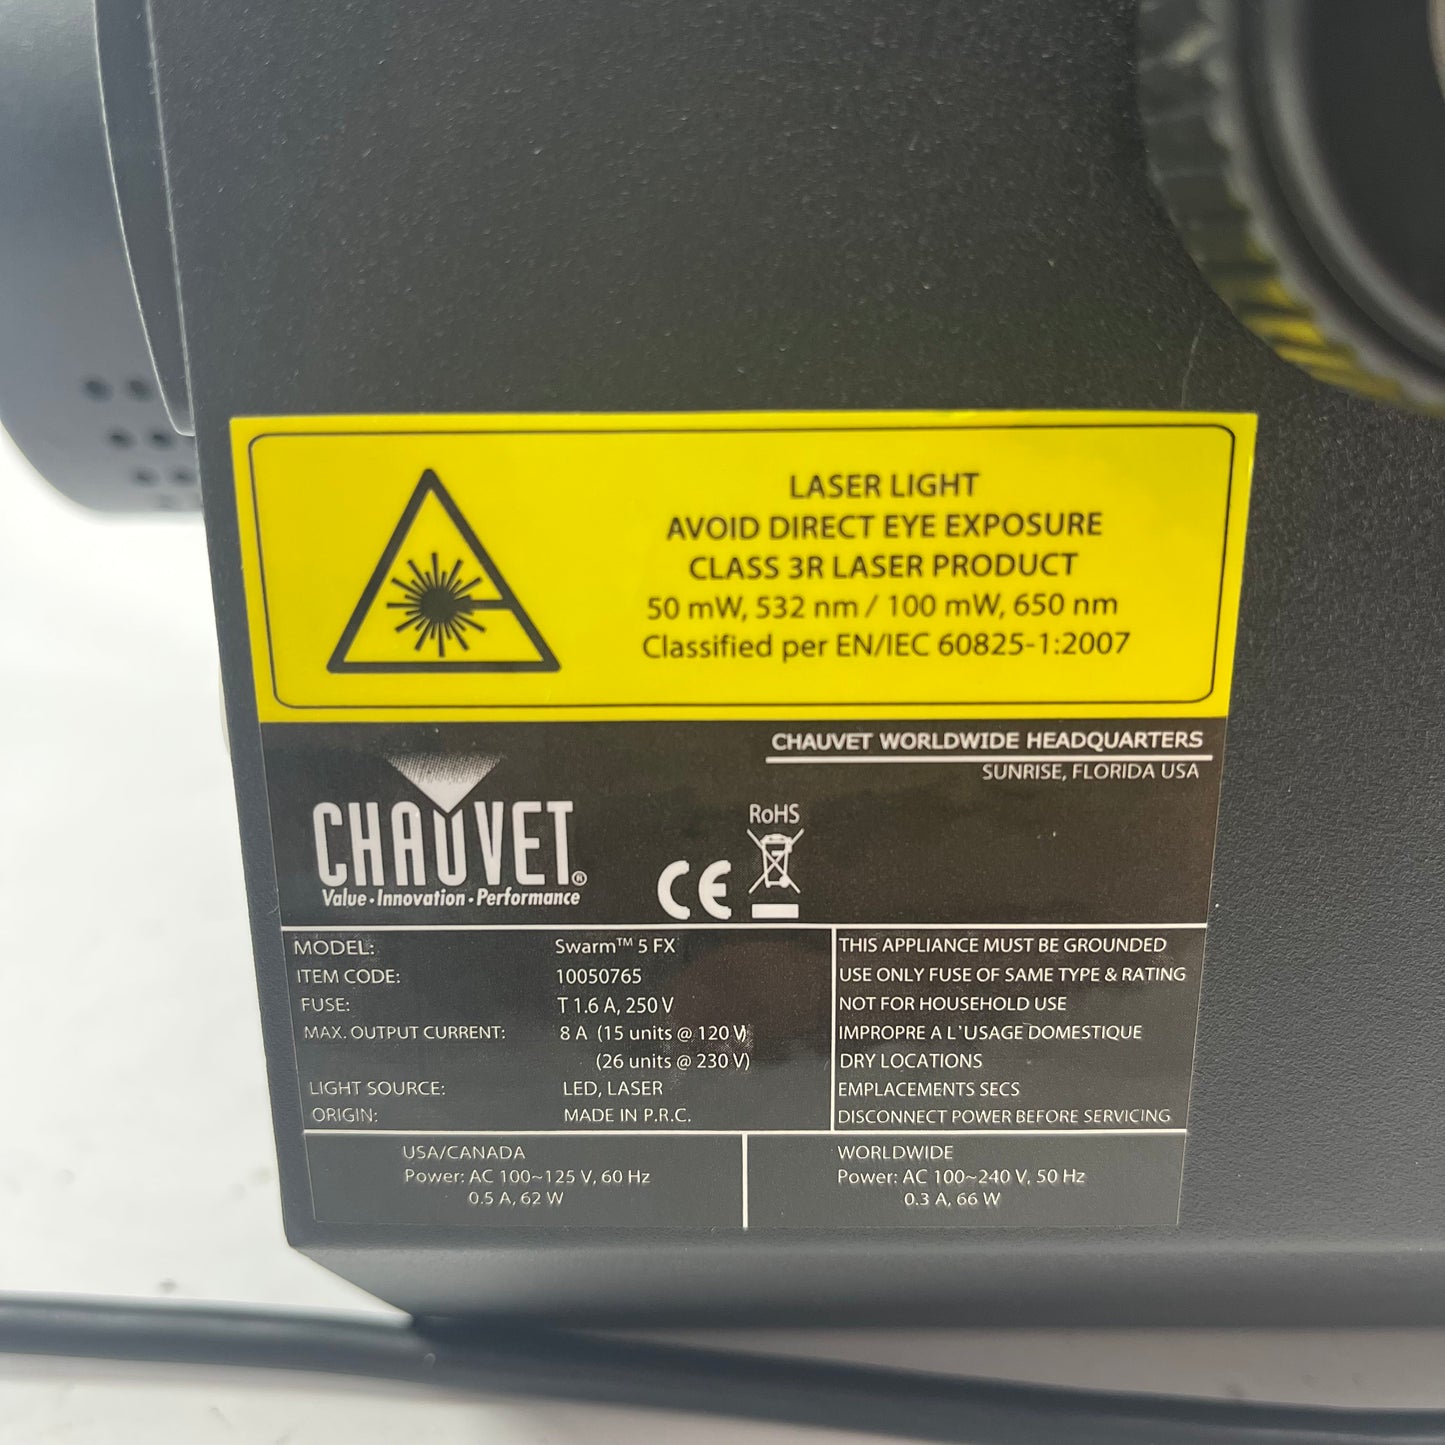 LASER LIGHT
AVOID DIRECT EYE EXPOSURE
CLASS 3R LASER PRODUCT
50 mW, 532 nm / 100 mW, 650 nm
Classified per EN/IEC 60825-1:2007
CHAUVET WORLDWIDE HEADQUARTERS
SUNRISE, FLORIDA USA
CHAUVET®
Value · Innovation · Performance
CE
RoHS
MODEL: Swarm™ 5 FX
ITEM CODE: 10050765
FUSE: T 1.6 A, 250 V
MAX. OUTPUT CURRENT: 8 A (15 units @ 120 V)
(26 units @ 230 V)
LIGHT SOURCE: LED, LASER
ORIGIN: MADE IN P.R.C.
THIS APPLIANCE MUST BE GROUNDED
USE ONLY FUSE OF SAME TYPE & RATING
NOT FOR HOUSEHOLD USE
IMPROPRE A L'USAGE DOMESTIQUE
DRY LOCATIONS
EMPLACEMENTS SECS
DISCONNECT POWER BEFORE SERVICING
USA/CANADA
Power: AC 100~125 V, 60 Hz
0.5 A, 62 W
WORLDWIDE
Power: AC 100~240 V, 50 Hz
0.3 A, 66 W